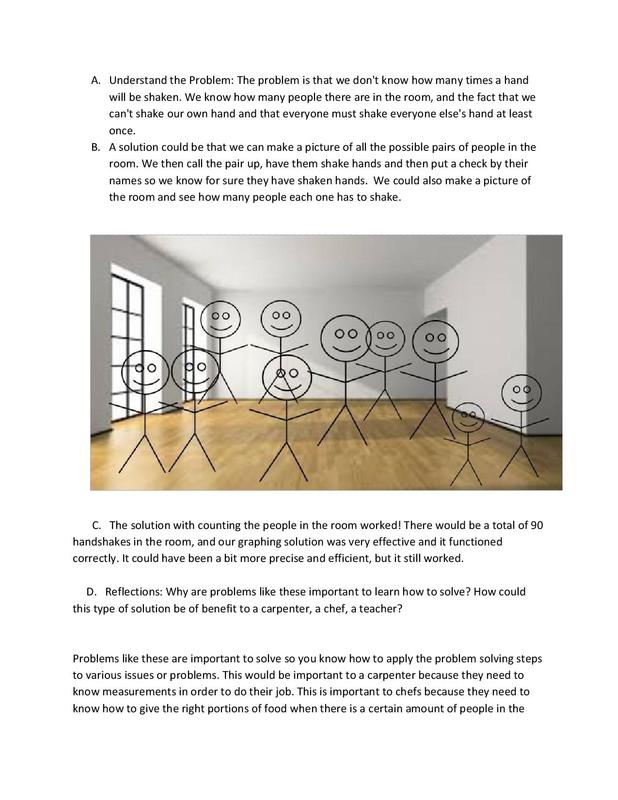 A. Understand the Problem: The problem is that we don't know how many times a hand
will be shaken. We know how many people there are in the room, and the fact that we
can't shake our own hand and that everyone must shake everyone else's hand at least
once.
B. A solution could be that we can make a picture of all the possible pairs of people in the
room. We then call the pair up, have them shake hands and then put a check by their
names so we know for sure they have shaken hands. We could also make a picture of
the room and see how many people each one has to shake.
C. The solution with counting the people in the room worked! There would be a total of 90
handshakes in the room, and our graphing solution was very effective and it functioned
correctly. It could have been a bit more precise and efficient, but it still worked.
D. Reflections: Why are problems like these important to learn how to solve? How could
this type of solution be of benefit to a carpenter, a chef, a teacher?
Problems like these are important to solve so you know how to apply the problem solving steps
to various issues or problems. This would be important to a carpenter because they need to
know measurements in order to do their job. This is important to chefs because they need to
know how to give the right portions of food when there is a certain amount of people in the